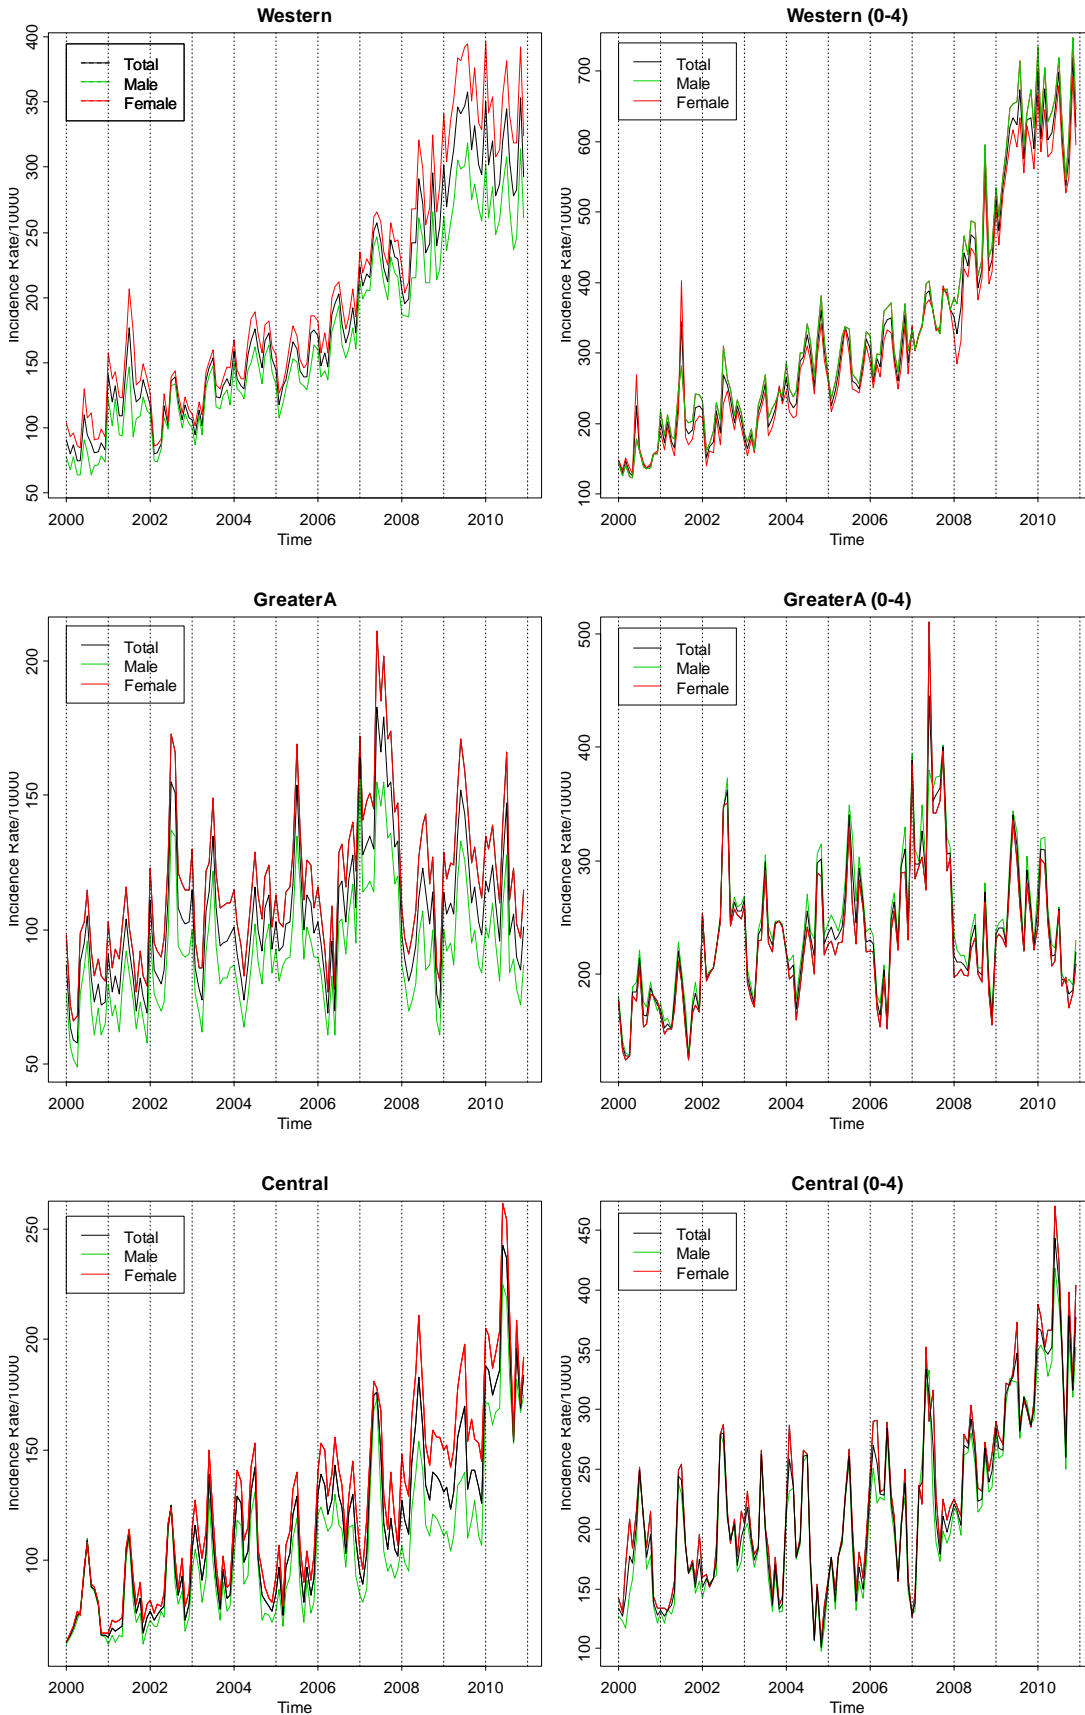 Western
Incidence Rate/10000
400
350
300
250
200
150
100
50
Total
Male
Female
2000 2002 2004 2006 2008 2010
Time
Western (0-4)
Incidence Rate/10000
700
600
500
400
300
200
100
Total
Male
Female
2000 2002 2004 2006 2008 2010
Time
GreaterA
Incidence Rate/10000
200
150
100
50
Total
Male
Female
2000 2002 2004 2006 2008 2010
Time
GreaterA (0-4)
Incidence Rate/10000
500
400
300
200
Total
Male
Female
2000 2002 2004 2006 2008 2010
Time
Central
Incidence Rate/10000
250
200
150
100
Total
Male
Female
2000 2002 2004 2006 2008 2010
Time
Central (0-4)
Incidence Rate/10000
450
400
350
300
250
200
150
100
Total
Male
Female
2000 2002 2004 2006 2008 2010
Time